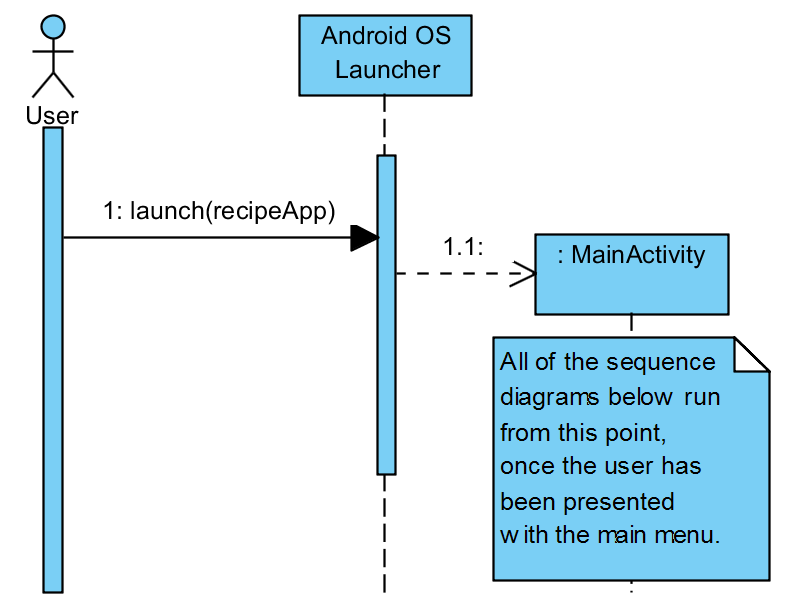 Android OS
Launcher
User
1: launch(recipeApp)
1.1:
: MainActivity
All of the sequence
diagrams below run
from this point,
once the user has
been presented
with the main menu.